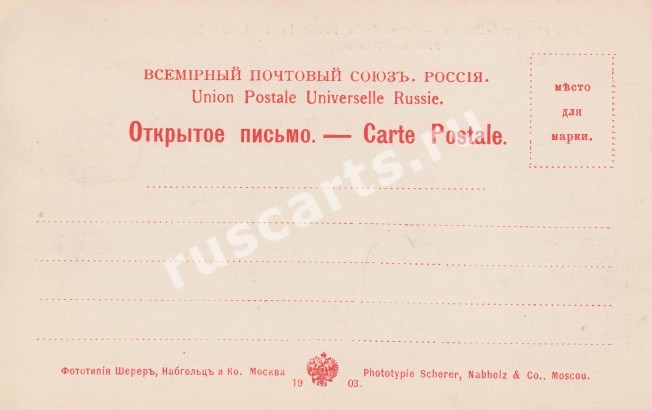 ВСЕМІРНЫЙ ПОЧТОВЫЙ СОЮЗЪ. РОССІЯ.
Union Postale Universelle Russie.
Открытое письмо. — Carte Postale.
мѣсто
для
марки.
ruscarts.ru
Фототипія Шереръ, Набгольцъ и Ко. Москва
19 03.
Phototypie Scherer, Nabholz & Co., Moscou.